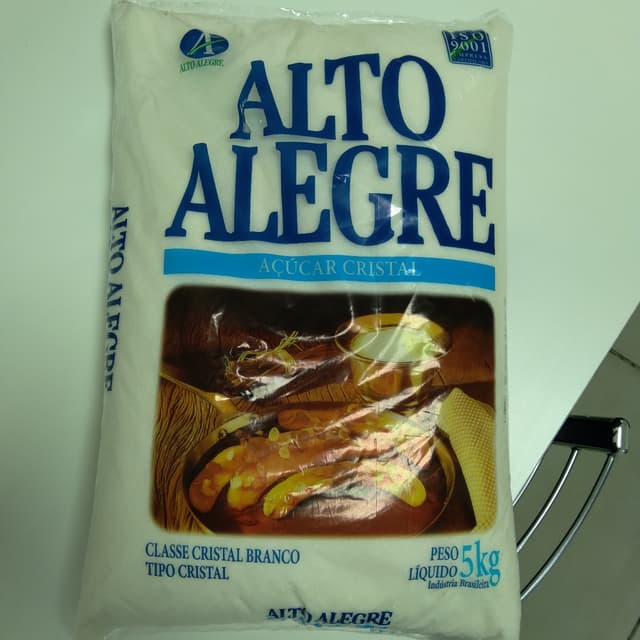 ALTO ALEGRE
ISO
9001
EMPRESA
ALTO
ALEGRE
AÇÚCAR CRISTAL
ALTO ALEGRE
CLASSE CRISTAL BRANCO
TIPO CRISTAL
PESO
LÍQUIDO 5kg
Indústria Brasileira
ALTO ALEGRE